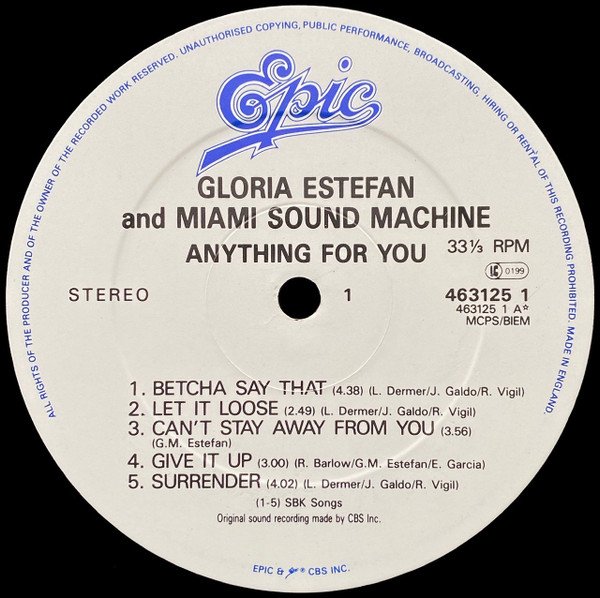 ALL RIGHTS OF THE PRODUCER AND OF THE OWNER OF THE RECORDED WORK RESERVED. UNAUTHORISED COPYING, PUBLIC PERFORMANCE, BROADCASTING, HIRING OR RENTAL OF THIS RECORDING PROHIBITED. MADE IN ENGLAND.
Epic
GLORIA ESTEFAN
and MIAMI SOUND MACHINE
ANYTHING FOR YOU 33⅓ RPM
LC 0199
STEREO 1 463125 1
463125 1 A☆
MCPS/BIEM
1. BETCHA SAY THAT (4.38) (L. Dermer/J. Galdo/R. Vigil)
2. LET IT LOOSE (2.49) (L. Dermer/J. Galdo/R. Vigil)
3. CAN'T STAY AWAY FROM YOU (3.56)
(G.M. Estefan)
4. GIVE IT UP (3.00) (R. Barlow/G.M. Estefan/E. Garcia)
5. SURRENDER (4.02) (L. Dermer/J. Galdo/R. Vigil)
(1-5) SBK Songs
Original sound recording made by CBS Inc.
EPIC & ® CBS INC.